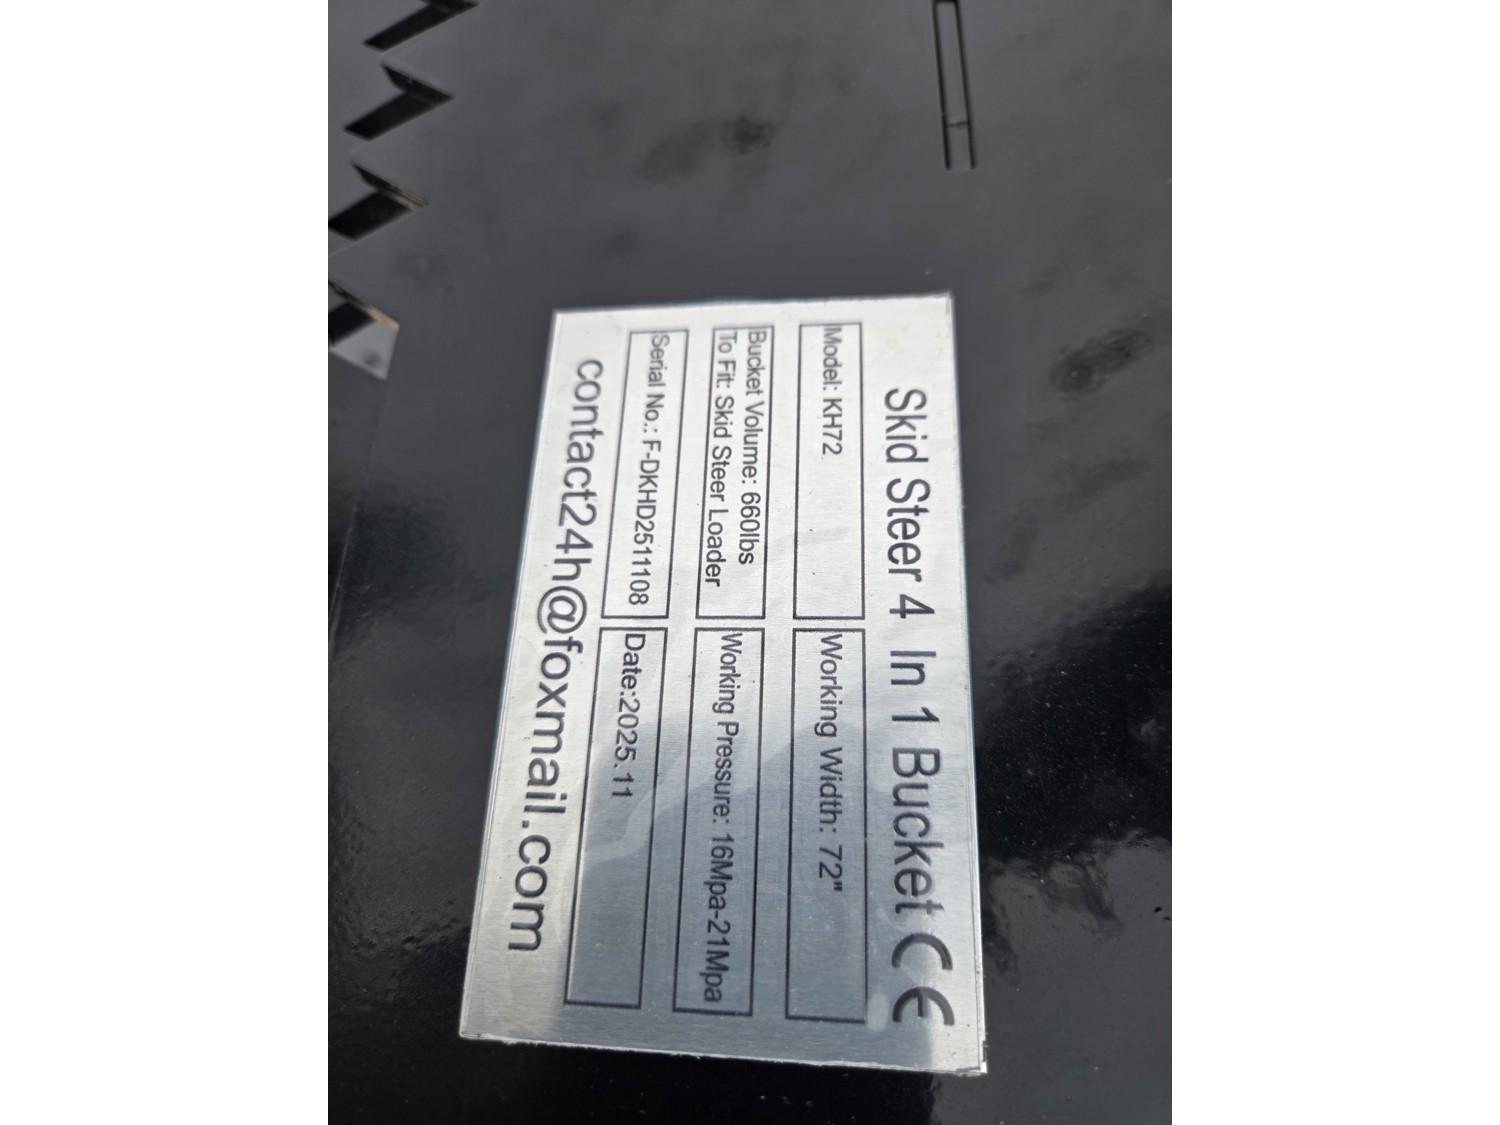 Skid Steer 4 In 1 Bucket CE
Model: KH72
Working Width: 72"
Bucket Volume: 660lbs
To Fit: Skid Steer Loader
Working Pressure: 16Mpa-21Mpa
Serial No.: F-DKHD2511108
Date:2025.11
contact24h@foxmail.com